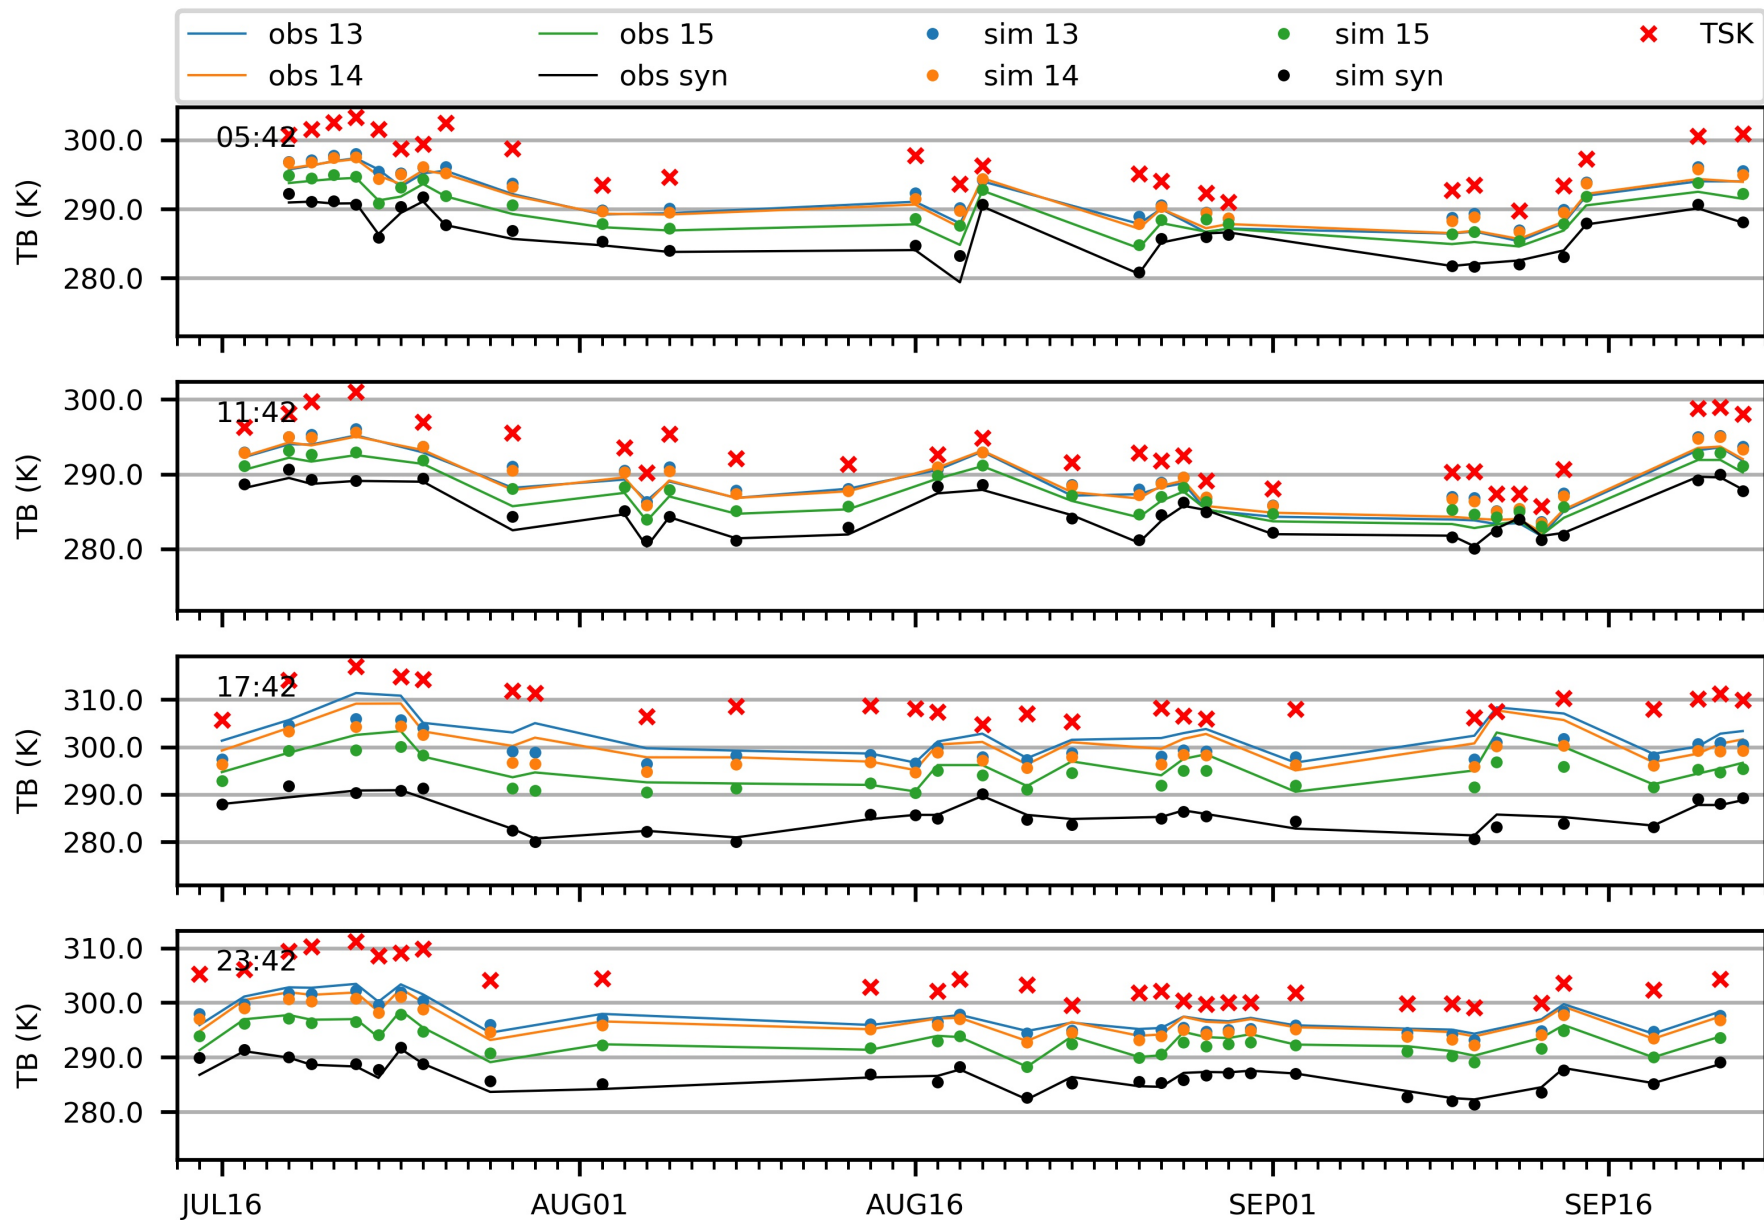 obs 13 obs 15 sim 13 sim 15 TSK
obs 14 obs syn sim 14 sim syn
300.0
290.0
280.0
TB (K)
05:42
300.0
290.0
280.0
TB (K)
11:42
310.0
300.0
290.0
280.0
TB (K)
17:42
310.0
300.0
290.0
280.0
TB (K)
23:42
JUL16 AUG01 AUG16 SEP01 SEP16